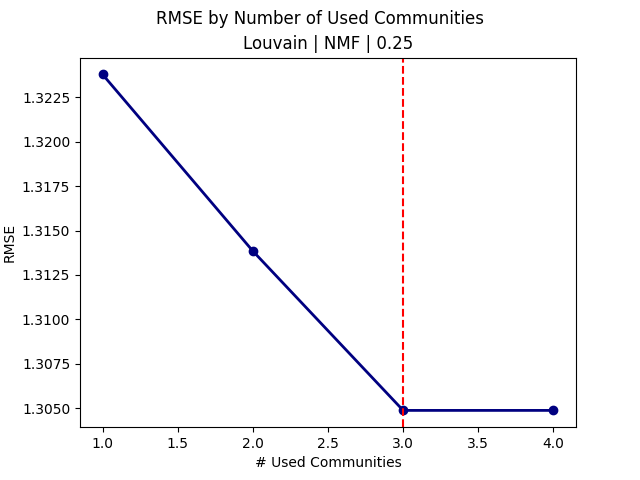 RMSE by Number of Used Communities
Louvain | NMF | 0.25
1.3225
1.3200
1.3175
1.3150
1.3125
1.3100
1.3075
1.3050
RMSE
1.0 1.5 2.0 2.5 3.0 3.5 4.0
# Used Communities